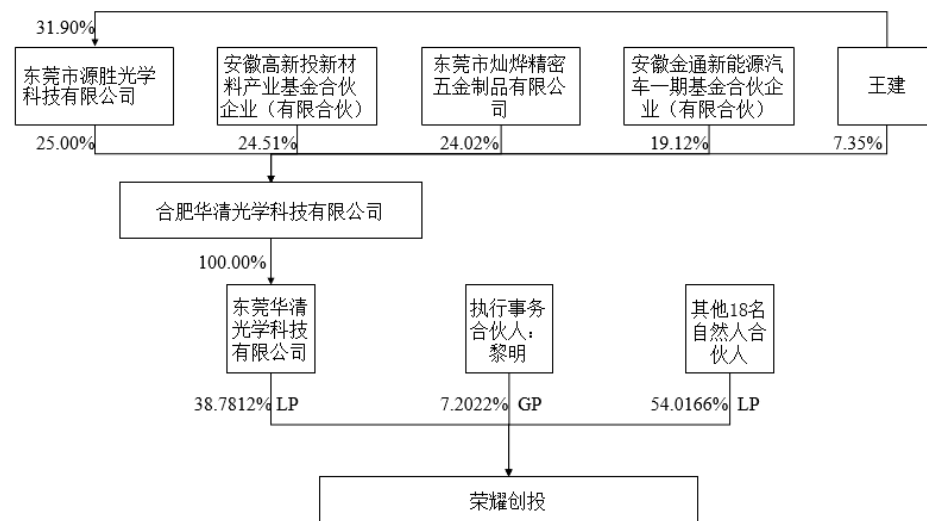 31.90%
东莞市源胜光学
科技有限公司
安徽高新投新材
料产业基金合伙
企业（有限合伙）
东莞市灿烨精密
五金制品有限公
司
安徽金通新能源汽
车一期基金合伙企
业（有限合伙）
王建
25.00%
24.51%
24.02%
19.12%
7.35%
合肥华清光学科技有限公司
100.00%
东莞华清
光学科技
有限公司
执行事务
合伙人：
黎明
其他18名
自然人合
伙人
38.7812% LP
7.2022% GP
54.0166% LP
荣耀创投